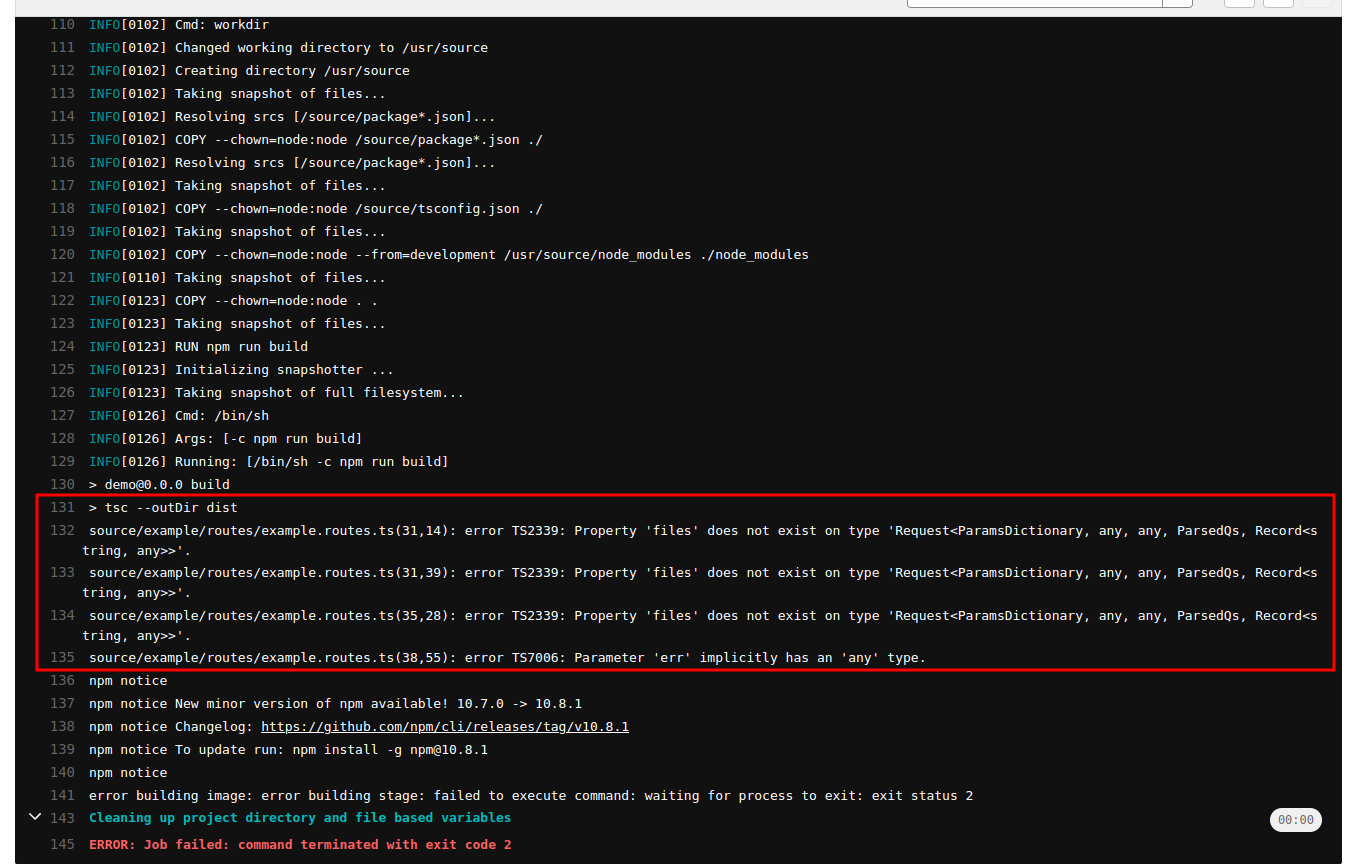 110 INFO[0102] Cmd: workdir
111 INFO[0102] Changed working directory to /usr/source
112 INFO[0102] Creating directory /usr/source
113 INFO[0102] Taking snapshot of files...
114 INFO[0102] Resolving srcs [/source/package*.json]...
115 INFO[0102] COPY --chown=node:node /source/package*.json ./
116 INFO[0102] Resolving srcs [/source/package*.json]...
117 INFO[0102] Taking snapshot of files...
118 INFO[0102] COPY --chown=node:node /source/tsconfig.json ./
119 INFO[0102] Taking snapshot of files...
120 INFO[0102] COPY --chown=node:node --from=development /usr/source/node_modules ./node_modules
121 INFO[0110] Taking snapshot of files...
122 INFO[0123] COPY --chown=node:node . .
123 INFO[0123] Taking snapshot of files...
124 INFO[0123] RUN npm run build
125 INFO[0123] Initializing snapshotter ...
126 INFO[0123] Taking snapshot of full filesystem...
127 INFO[0126] Cmd: /bin/sh
128 INFO[0126] Args: [-c npm run build]
129 INFO[0126] Running: [/bin/sh -c npm run build]
130 > demo@0.0.0 build
131 > tsc --outDir dist
132 source/example/routes/example.routes.ts(31,14): error TS2339: Property 'files' does not exist on type 'Request<ParamsDictionary, any, any, ParsedQs, Record<s
tring, any>>'.
133 source/example/routes/example.routes.ts(31,39): error TS2339: Property 'files' does not exist on type 'Request<ParamsDictionary, any, any, ParsedQs, Record<s
tring, any>>'.
134 source/example/routes/example.routes.ts(35,28): error TS2339: Property 'files' does not exist on type 'Request<ParamsDictionary, any, any, ParsedQs, Record<s
tring, any>>'.
135 source/example/routes/example.routes.ts(38,55): error TS7006: Parameter 'err' implicitly has an 'any' type.
136 npm notice
137 npm notice New minor version of npm available! 10.7.0 -> 10.8.1
138 npm notice Changelog: https://github.com/npm/cli/releases/tag/v10.8.1
139 npm notice To update run: npm install -g npm@10.8.1
140 npm notice
141 error building image: error building stage: failed to execute command: waiting for process to exit: exit status 2
143 Cleaning up project directory and file based variables 00:00
145 ERROR: Job failed: command terminated with exit code 2